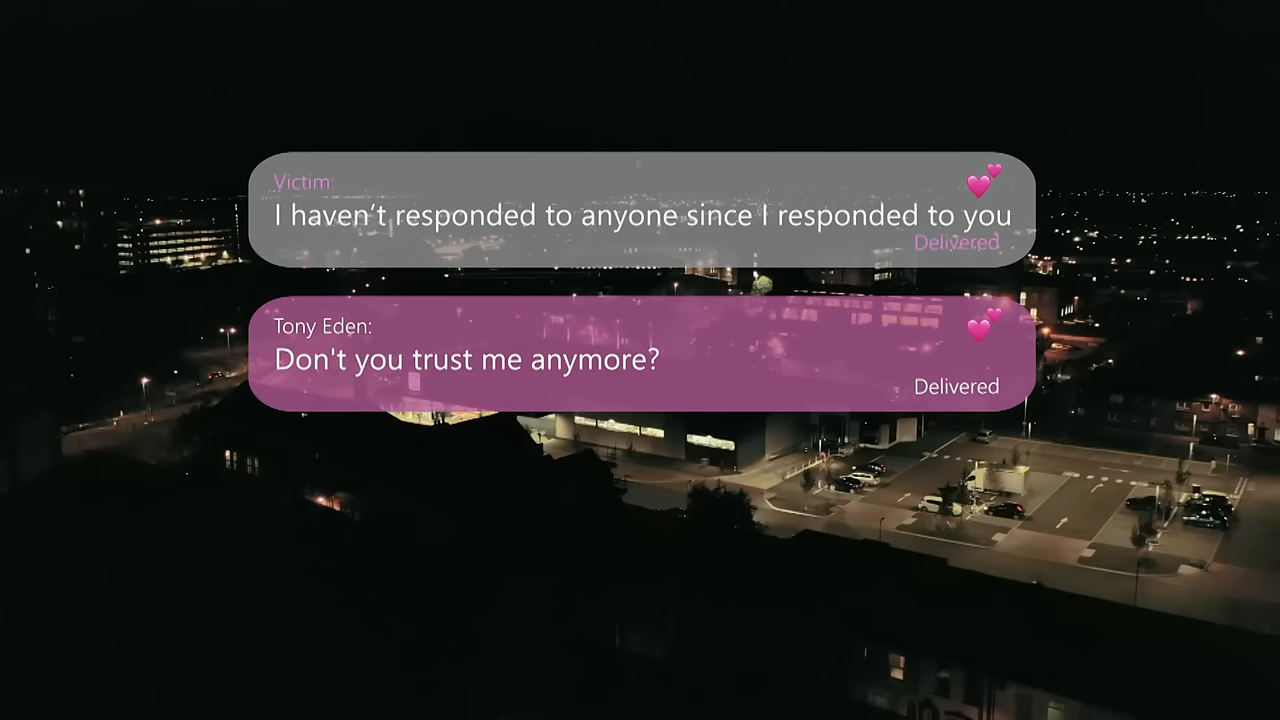 Victim:
I haven’t responded to anyone since I responded to you
Delivered
Tony Eden:
Don't you trust me anymore?
Delivered